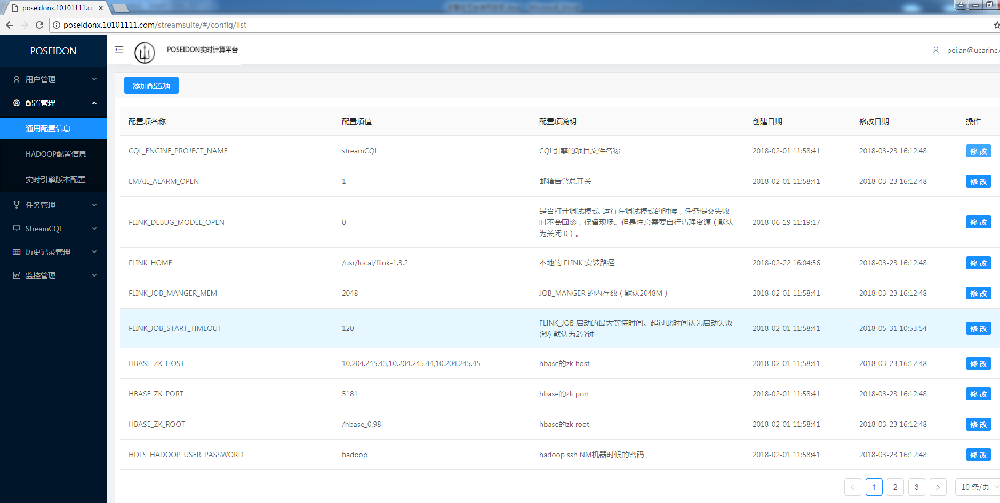 poseidonx.10101111.cc
poseidonx.10101111.com/streamsuite/#/config/list
POSEIDON
POSEIDON实时计算平台
pei.an@ucarinc.
用户管理
配置管理
通用配置信息
HADOOP配置信息
实时引擎版本配置
任务管理
StreamCQL
历史记录管理
监控管理
添加配置项
配置项名称 配置项值 配置项说明 创建日期 修改日期 操作
CQL_ENGINE_PROJECT_NAME streamCQL CQL引擎的项目文件名称 2018-02-01 11:58:41 2018-03-23 16:12:48 修 改
EMAIL_ALARM_OPEN 1 邮箱告警总开关 2018-02-01 11:58:41 2018-03-23 16:12:48 修 改
是否打开调试模式, 运行在调试模式的时候，任务提交失败
FLINK_DEBUG_MODEL_OPEN 0 时不会回滚，保留现场。但是注意需要自行清理资源（默认 2018-06-19 11:19:17 修 改
为关闭 0 ）。
FLINK_HOME /usr/local/flink-1.3.2 本地的 FLINK 安装路径 2018-02-22 16:04:56 2018-03-23 16:12:48 修 改
FLINK_JOB_MANGER_MEM 2048 JOB_MANGER 的内存数（默认2048M ） 2018-02-01 11:58:41 2018-03-23 16:12:48 修 改
FLINK_JOB_START_TIMEOUT 120 FLINK_JOB 启动的最大等待时间。超过此时间认为启动失败 2018-02-01 11:58:41 2018-05-31 10:53:54 修 改
(秒) 默认为2分钟
HBASE_ZK_HOST 10.204.245.43,10.204.245.44,10.204.245.45 hbase的zk host 2018-02-01 11:58:41 2018-03-23 16:12:48 修 改
HBASE_ZK_PORT 5181 hbase的zk port 2018-02-01 11:58:41 2018-03-23 16:12:48 修 改
HBASE_ZK_ROOT /hbase_0.98 hbase的zk root 2018-02-01 11:58:41 2018-03-23 16:12:48 修 改
HDFS_HADOOP_USER_PASSWORD hadoop hadoop ssh NM机器时候的密码 2018-02-01 11:58:41 2018-03-23 16:12:48 修 改
< 1 2 3 > 10 条/页